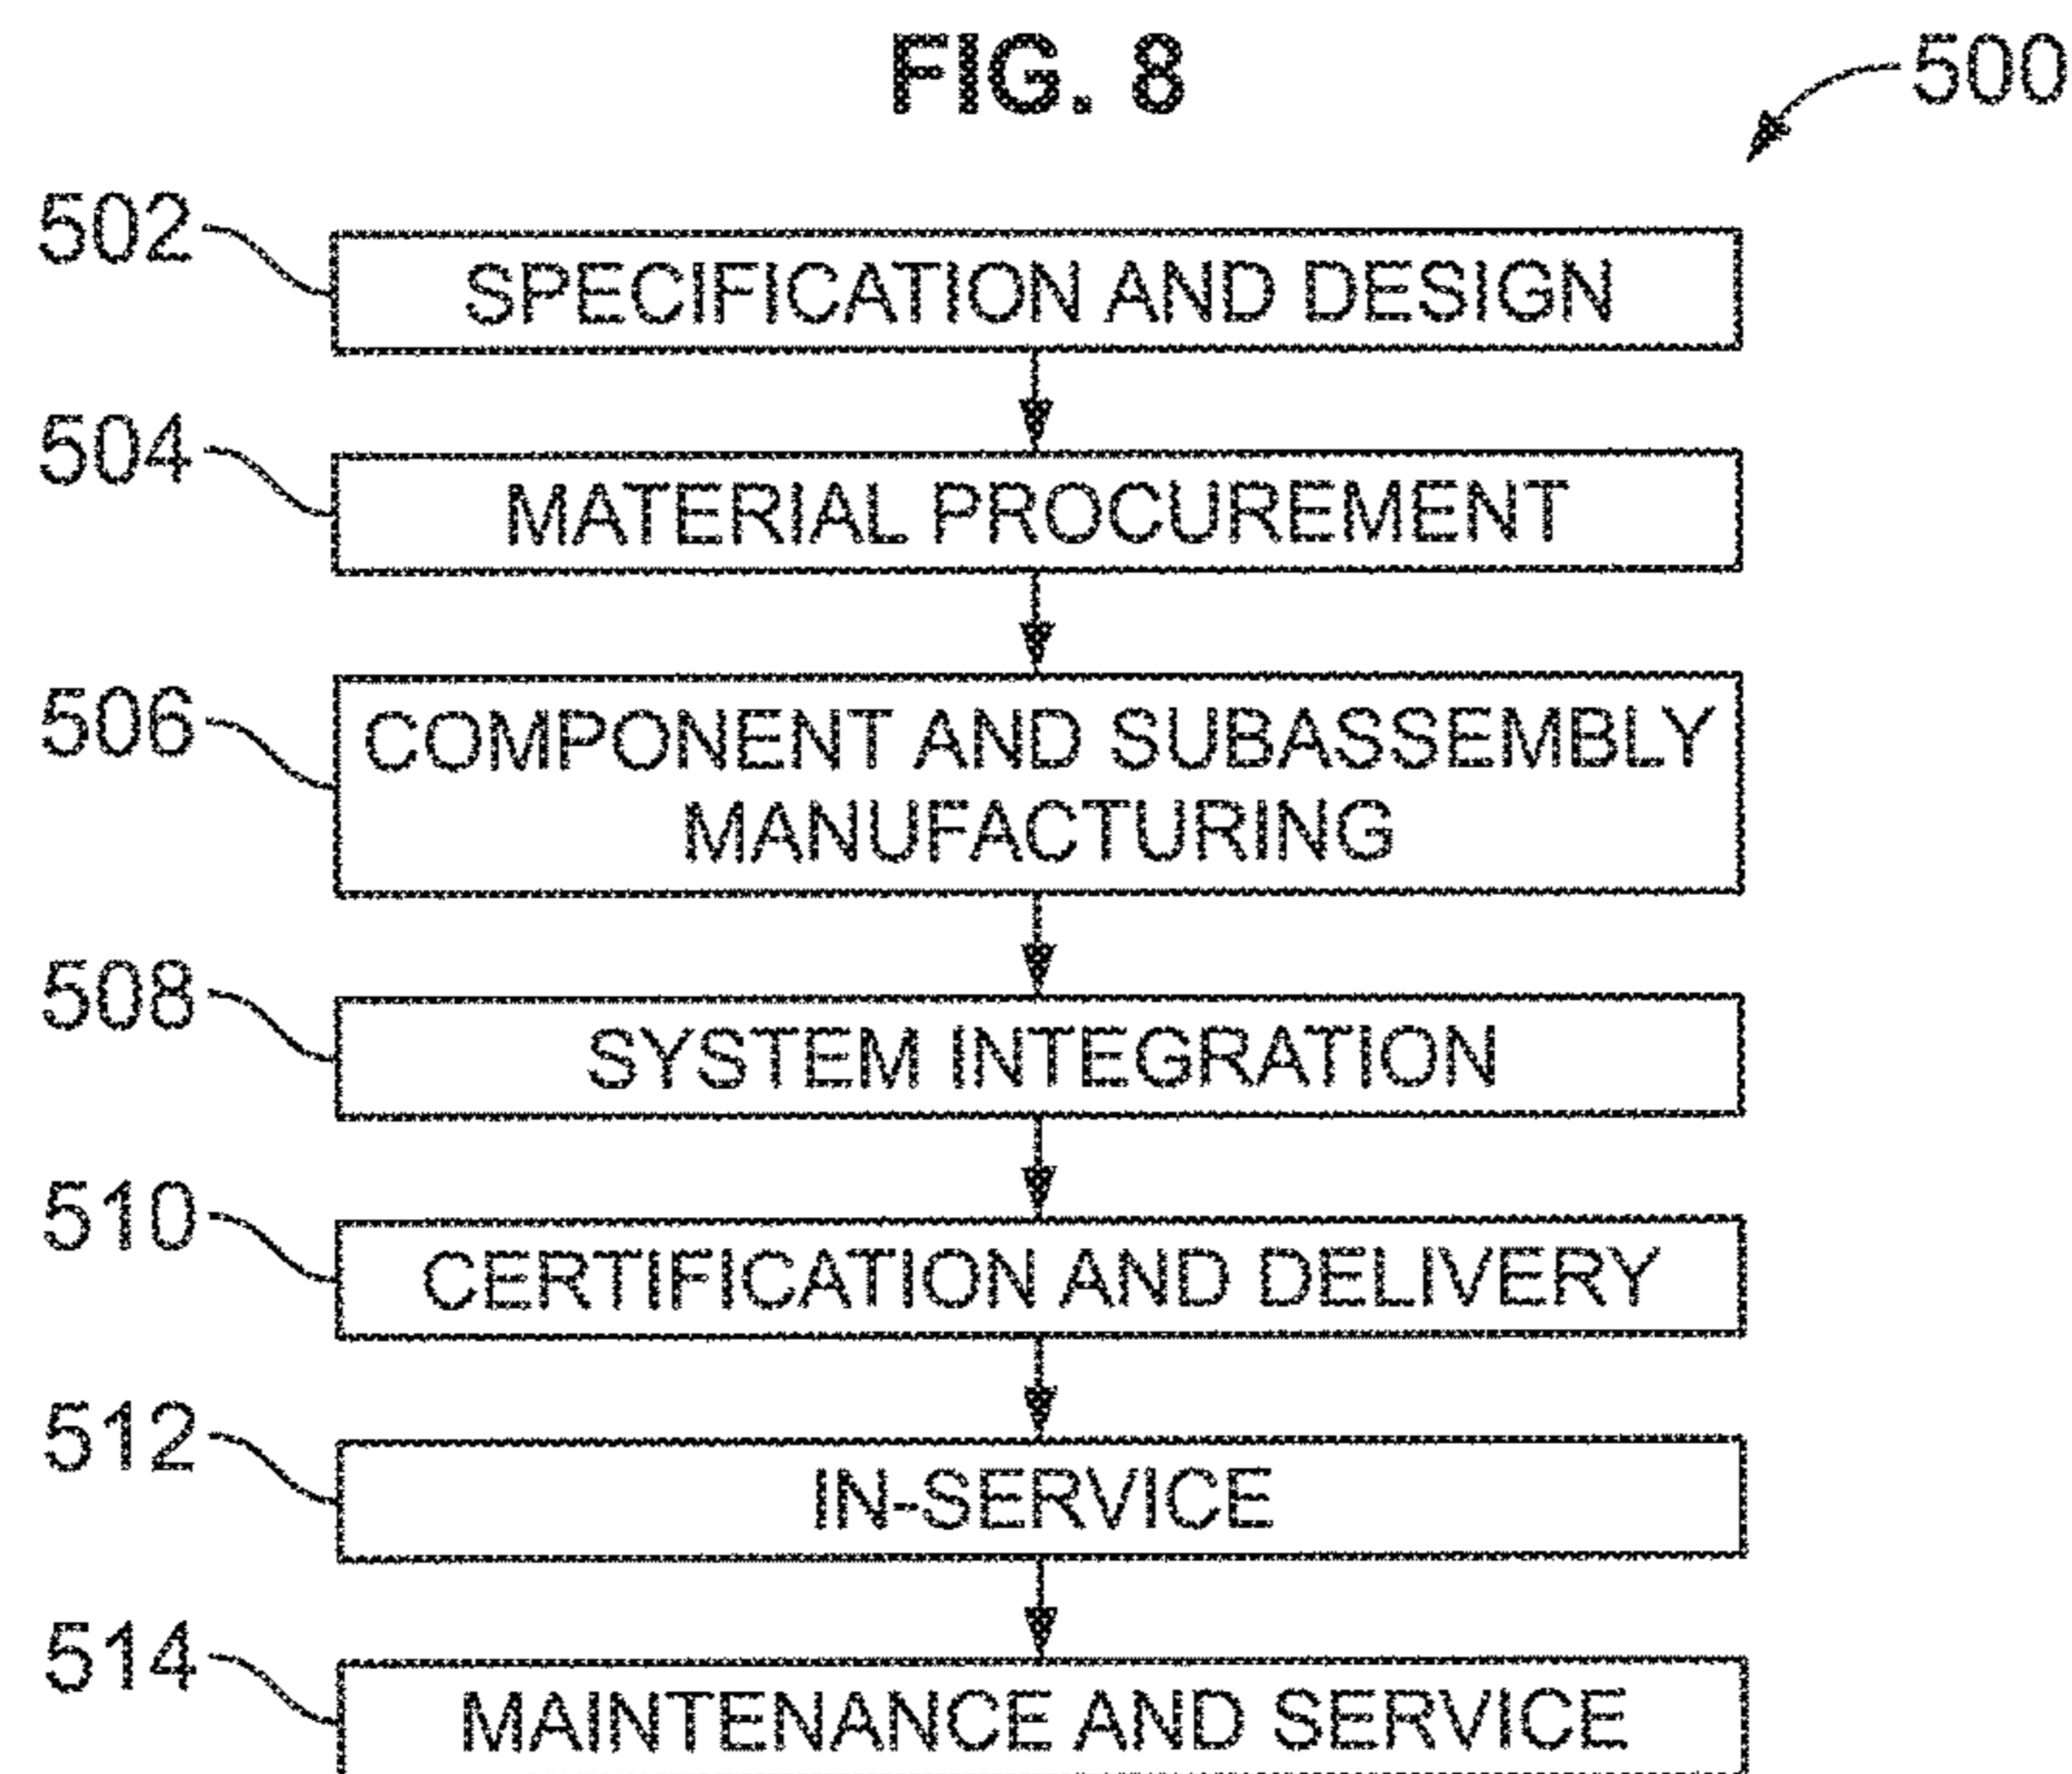 FIG. 8
500
502
SPECIFICATION AND DESIGN
504
MATERIAL PROCUREMENT
506
COMPONENT AND SUBASSEMBLY
MANUFACTURING
508
SYSTEM INTEGRATION
510
CERTIFICATION AND DELIVERY
512
IN-SERVICE
514
MAINTENANCE AND SERVICE